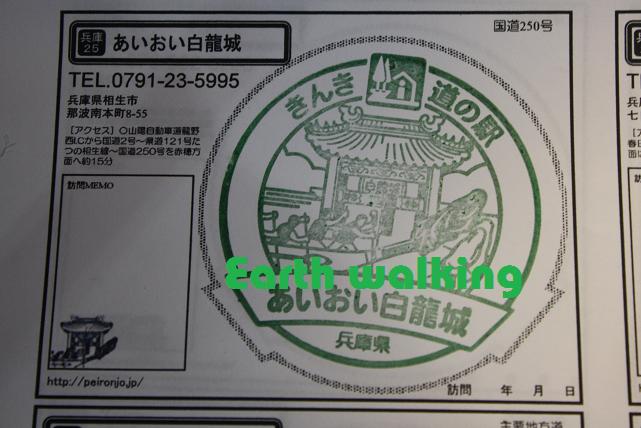 兵庫
25
あいおい白龍城
国道250号
TEL.0791-23-5995
兵庫県相生市
那波南本町8-55
［アクセス］〇山陽自動車道龍野
西I.Cから国道2号〜県道121号た
つの相生線〜国道250号を赤穂方
面へ約15分
訪問MEMO
http://peironjo.jp/
きんき 道の駅
Earth walking
あいおい白龍城
兵庫県
訪問 年 月 日
主要地方道